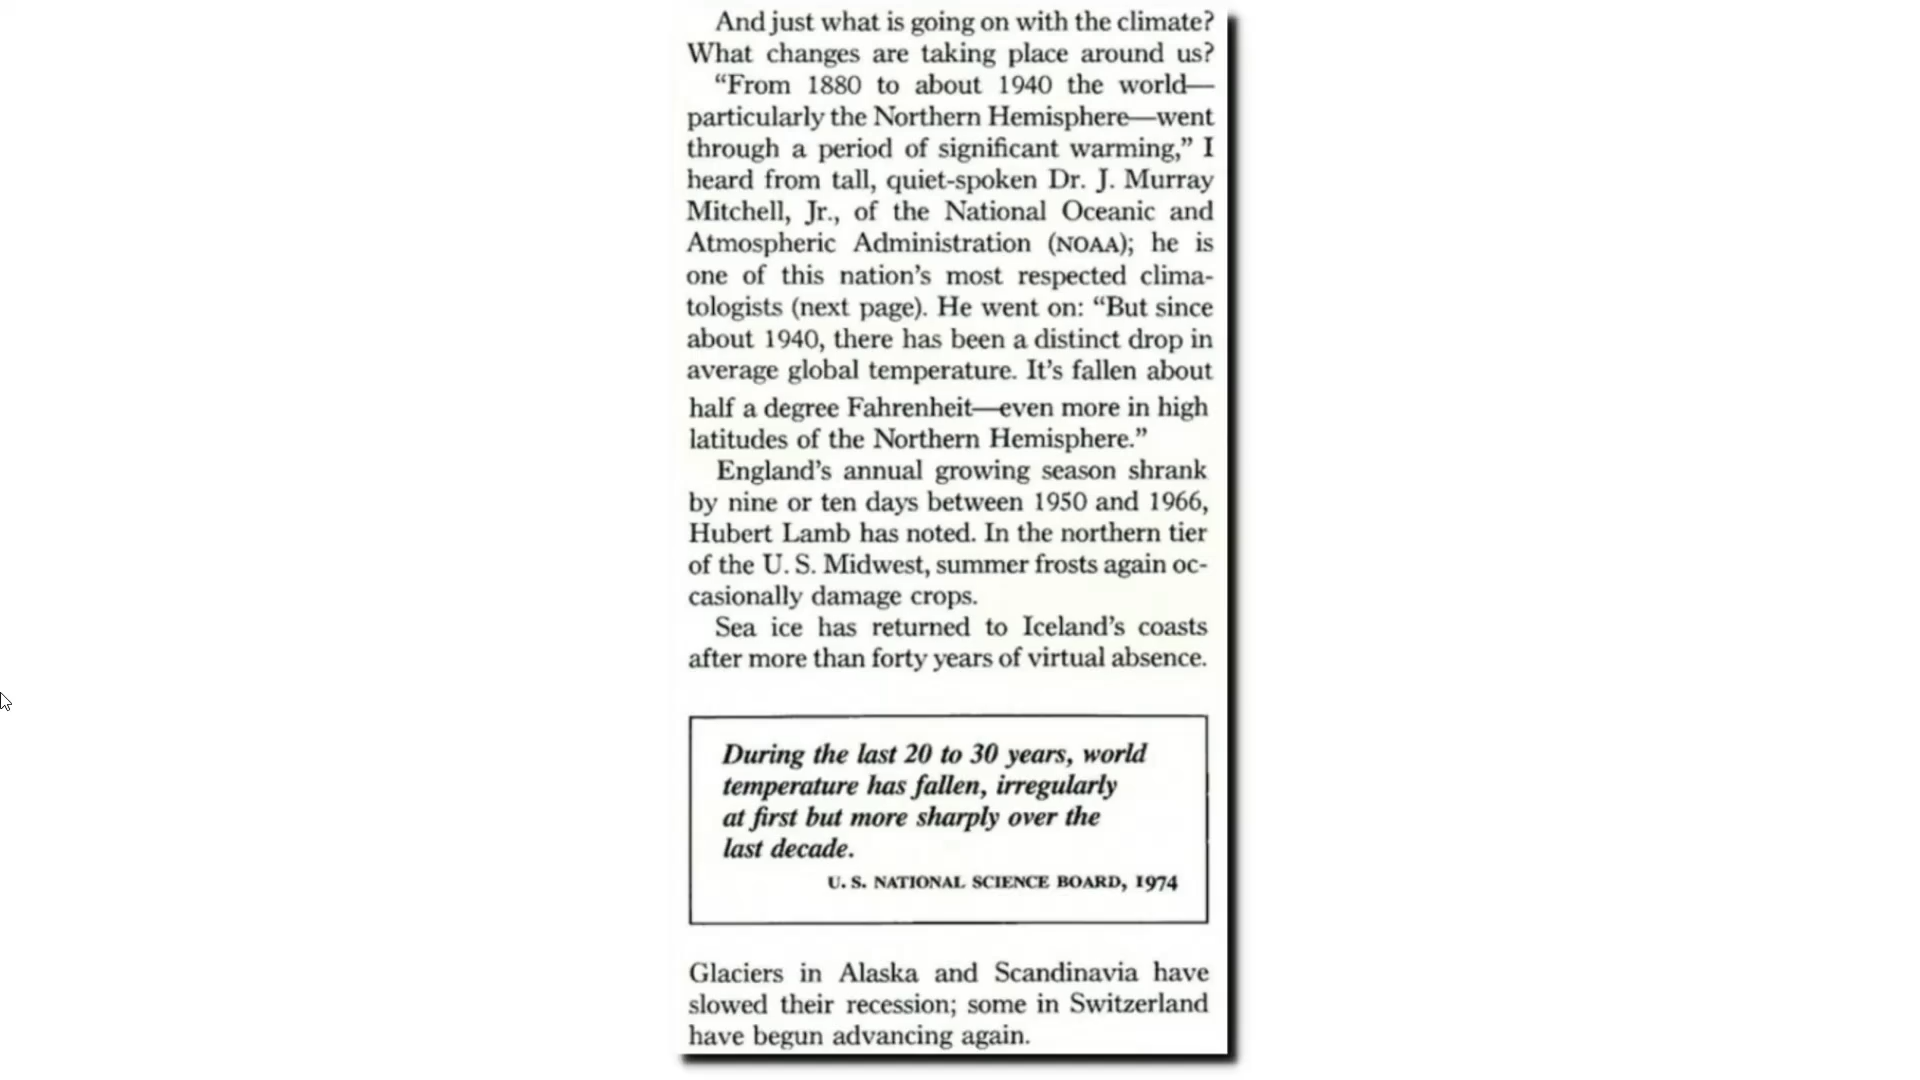 And just what is going on with the climate?
What changes are taking place around us?
“From 1880 to about 1940 the world—
particularly the Northern Hemisphere—went
through a period of significant warming,” I
heard from tall, quiet-spoken Dr. J. Murray
Mitchell, Jr., of the National Oceanic and
Atmospheric Administration (NOAA); he is
one of this nation’s most respected clima-
tologists (next page). He went on: “But since
about 1940, there has been a distinct drop in
average global temperature. It’s fallen about
half a degree Fahrenheit—even more in high
latitudes of the Northern Hemisphere.”
England’s annual growing season shrank
by nine or ten days between 1950 and 1966,
Hubert Lamb has noted. In the northern tier
of the U. S. Midwest, summer frosts again oc-
casionally damage crops.
Sea ice has returned to Iceland’s coasts
after more than forty years of virtual absence.
During the last 20 to 30 years, world
temperature has fallen, irregularly
at first but more sharply over the
last decade.
U. S. NATIONAL SCIENCE BOARD, 1974
Glaciers in Alaska and Scandinavia have
slowed their recession; some in Switzerland
have begun advancing again.